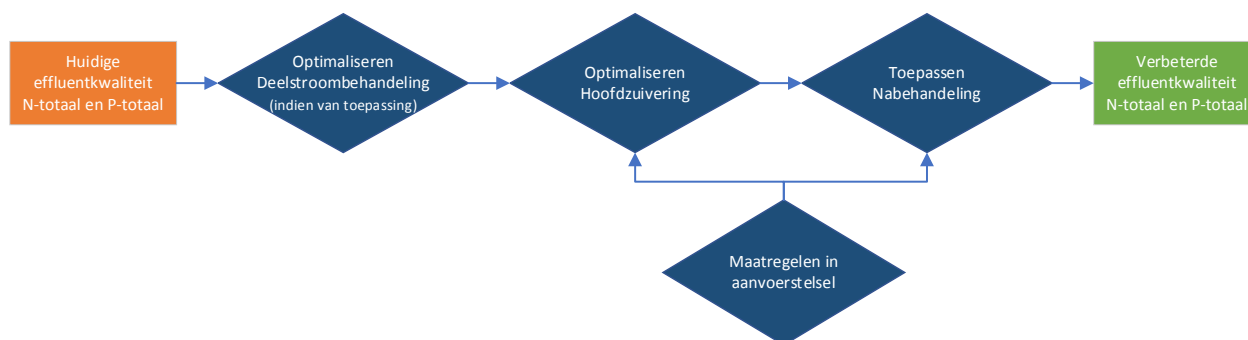 Huidige
effluentkwaliteit
N-totaal en P-totaal
Optimaliseren
Deelstroombehandeling
(indien van toepassing)
Optimaliseren
Hoofdzuivering
Toepassen
Nabehandeling
Verbeterde
effluentkwaliteit
N-totaal en P-totaal
Maatregelen in
aanvoerstelsel